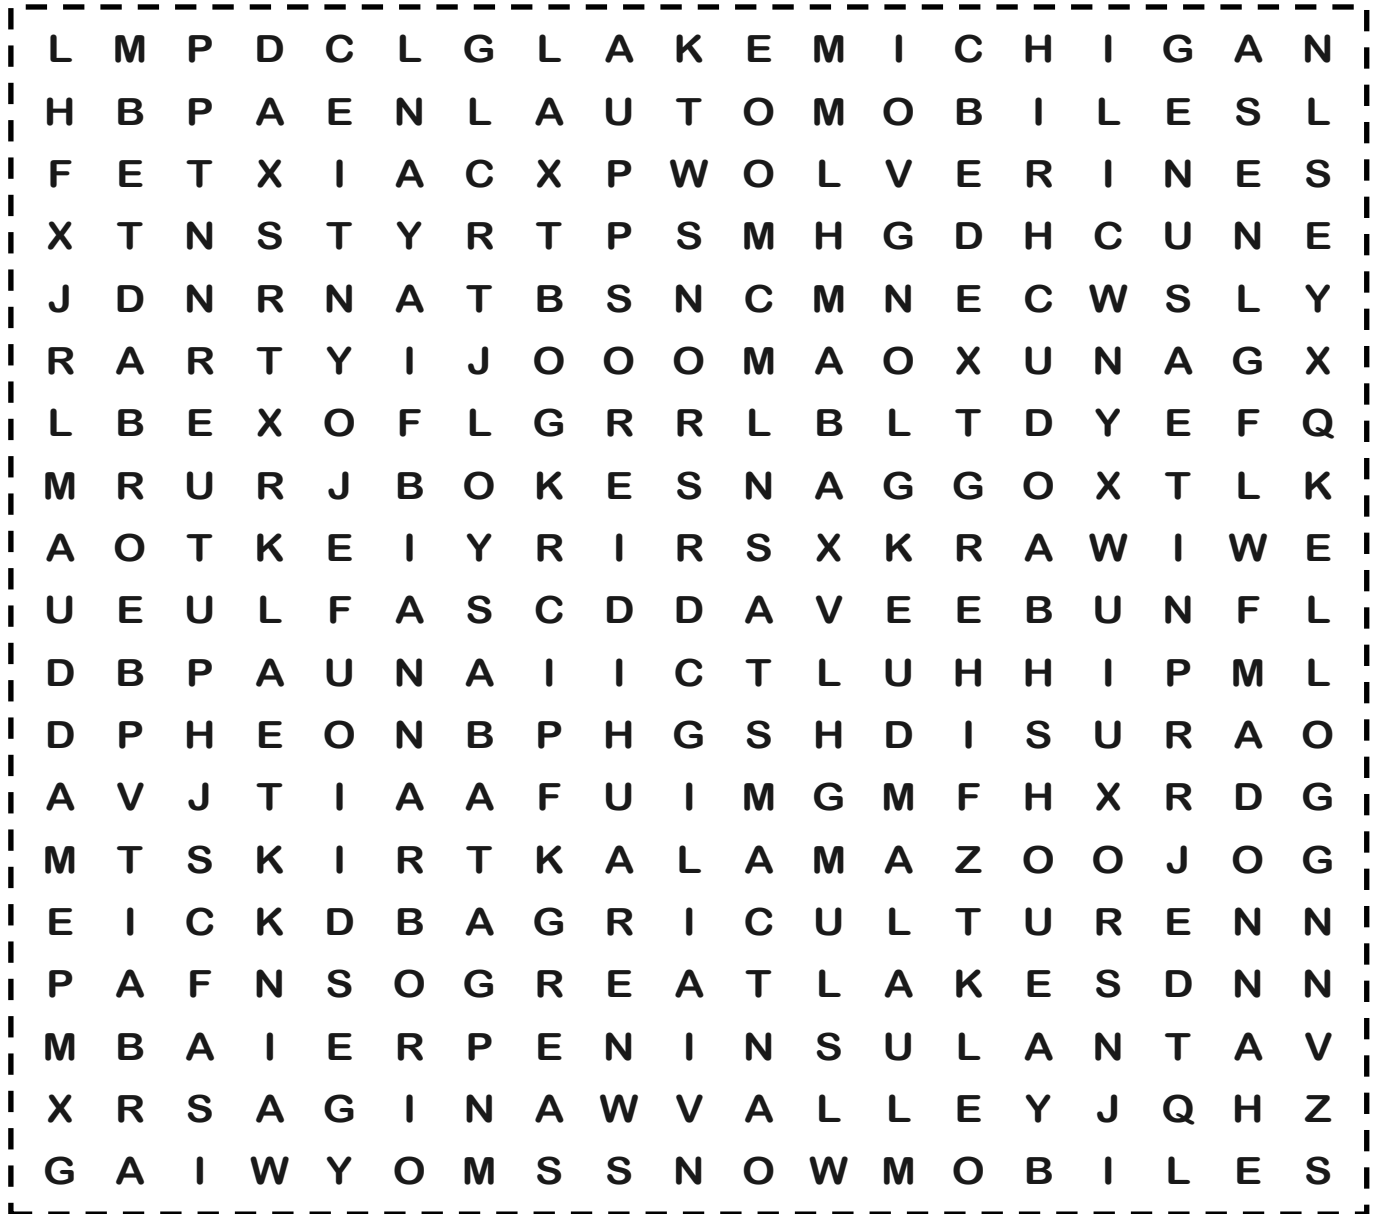 L M P D C L G L A K E M I C H I G A N
H B P A E N L A U T O M O B I L E S L
F E T X I A C X P W O L V E R I N E S
X T N S T Y R T P S M H G D H C U N E
J D N R N A T B S N C M N E C W S L Y
R A R T Y I J O O O M A O X U N A G X
L B E X O F L G R R L B L T D Y E F Q
M R U R J B O K E S N A G G O X T L K
A O T K E I Y R I R S X K R A W I W E
U E U L F A S C D D A V E E B U N F L
D B P A U N A I I C T L U H H I P M L
D P H E O N B P H G S H D I S U R A O
A V J T I A A F U I M G M F H X R D G
M T S K I R T K A L A M A Z O O J O G
E I C K D B A G R I C U L T U R E N N
P A F N S O G R E A T L A K E S D N N
M B A I E R P E N I N S U L A N T A V
X R S A G I N A W V A L L E Y J Q H Z
G A I W Y O M S S N O W M O B I L E S